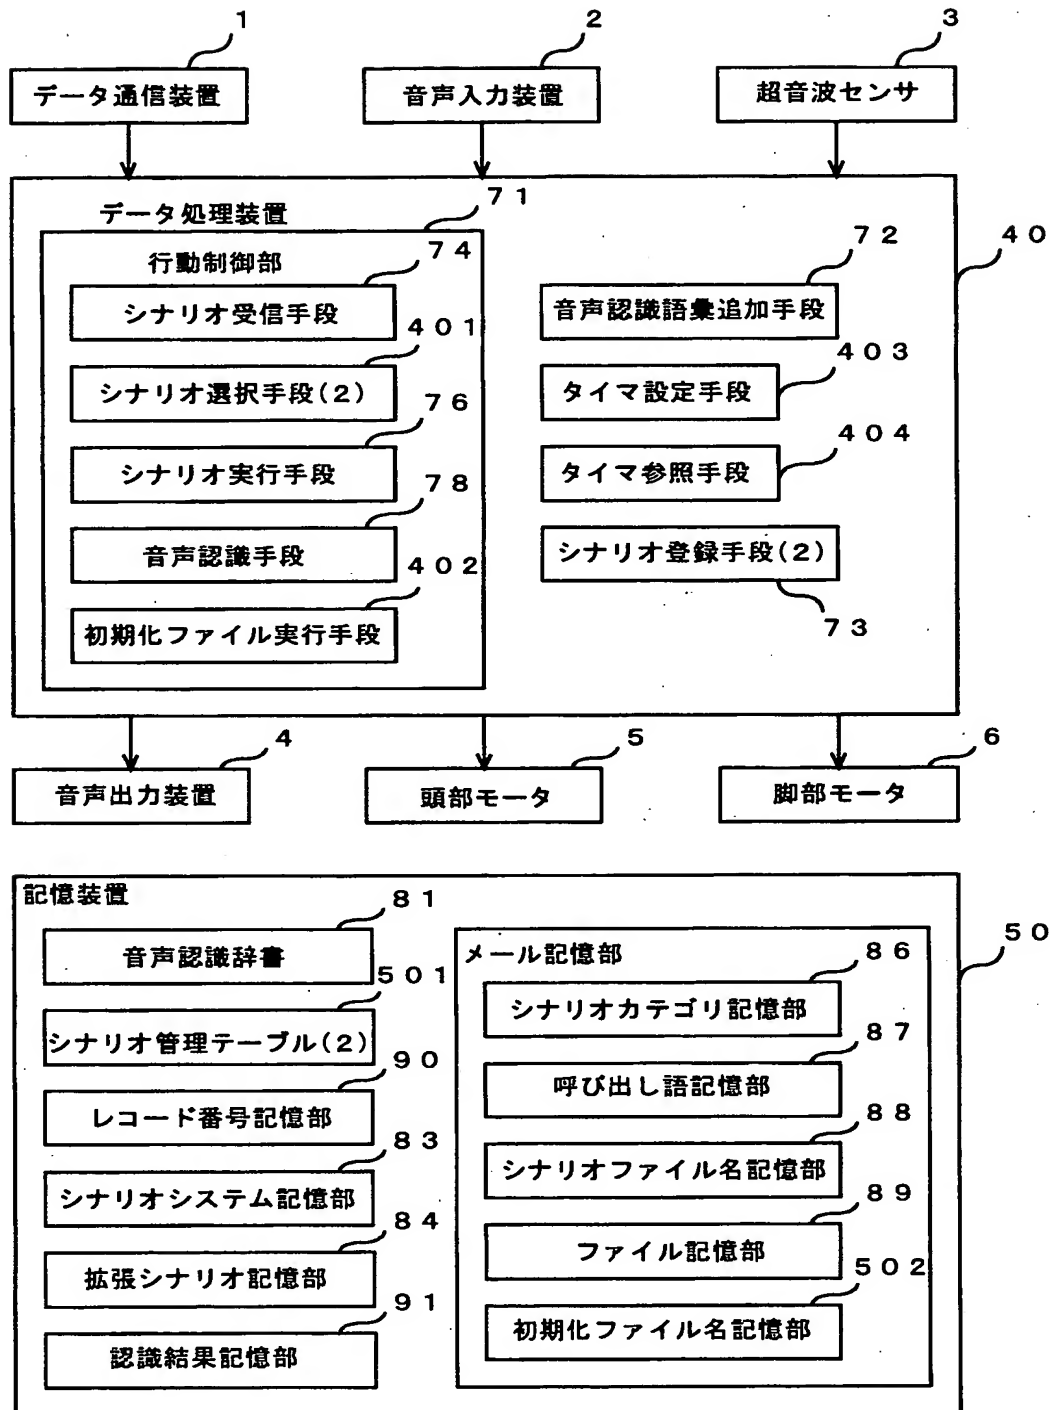 １
２
３
データ通信装置
音声入力装置
超音波センサ
７１
データ処理装置
４０
行動制御部
７４
７２
シナリオ受信手段
音声認識語彙追加手段
４０１
４０３
シナリオ選択手段(2)
タイマ設定手段
７６
４０４
シナリオ実行手段
タイマ参照手段
７８
音声認識手段
シナリオ登録手段(2)
４０２
７３
初期化ファイル実行手段
４
５
６
音声出力装置
頭部モータ
脚部モータ
記憶装置
８１
５０
音声認識辞書
メール記憶部
８６
５０１
シナリオカテゴリ記憶部
シナリオ管理テーブル(2)
８７
９０
呼び出し語記憶部
レコード番号記憶部
８８
８３
シナリオファイル名記憶部
シナリオシステム記憶部
８９
８４
ファイル記憶部
拡張シナリオ記憶部
５０２
９１
初期化ファイル名記憶部
認識結果記憶部